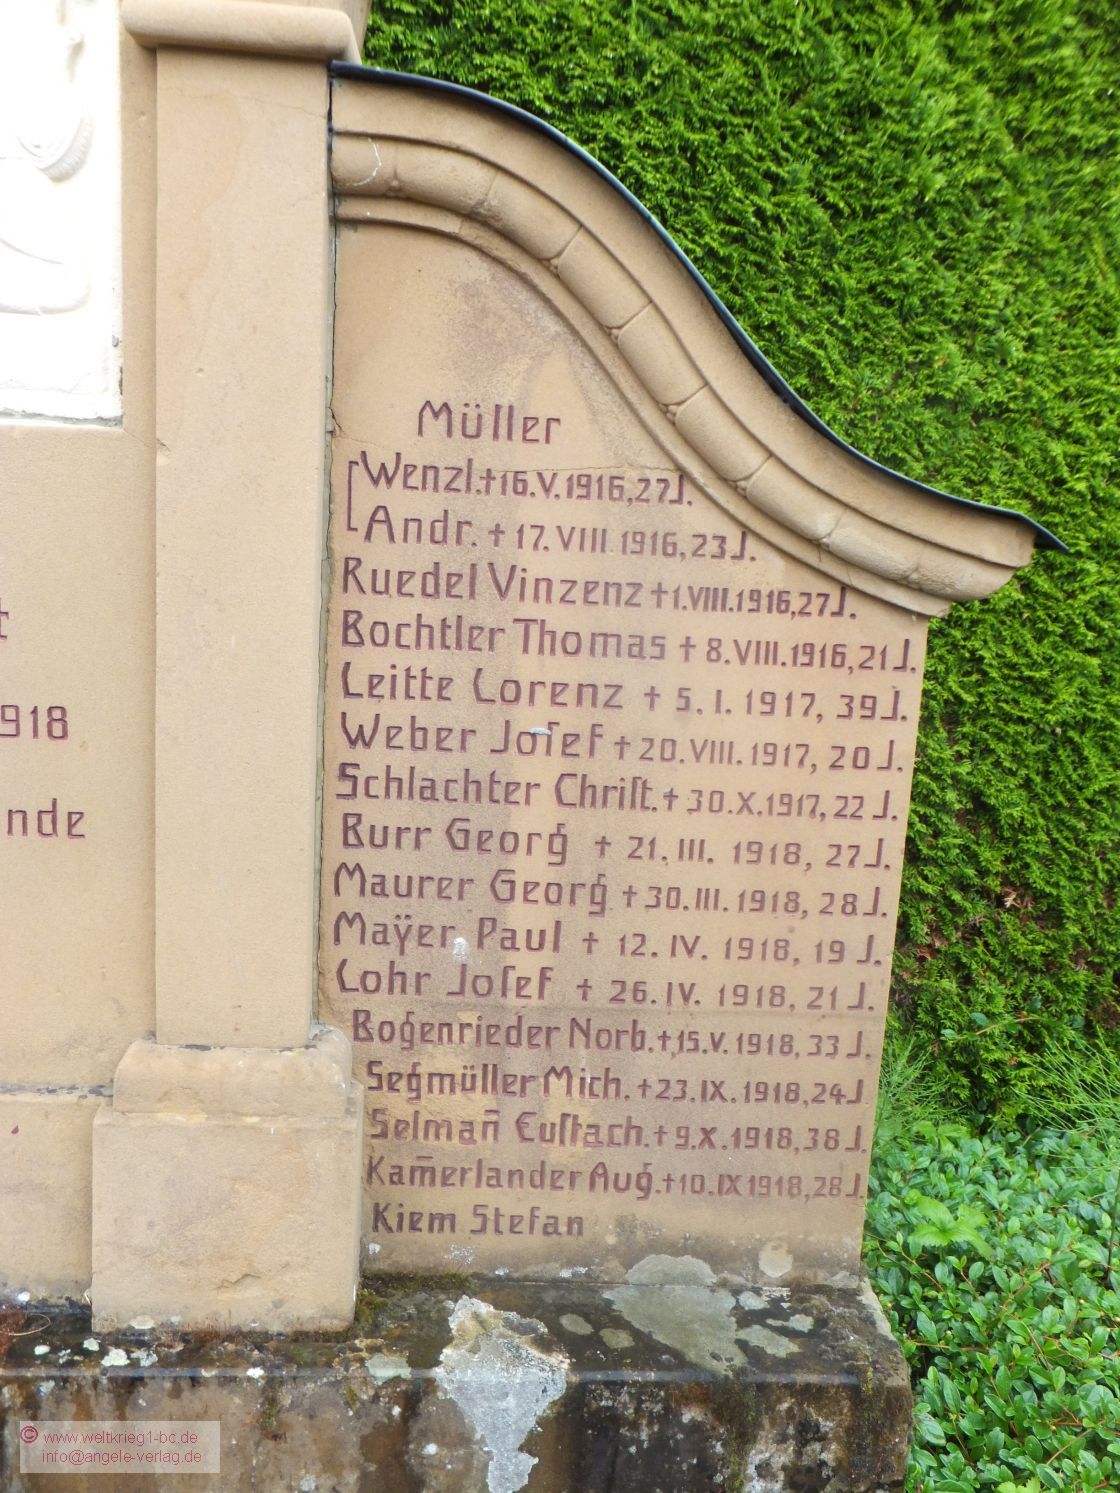 t
1918
nde
Müller
Wenzl. † 16.V.1916, 27 J.
Andr. † 17.VIII.1916, 23 J.
Ruedel Vinzenz † 1.VIII.1916, 27 J.
Bochtler Thomas † 8.VIII.1916, 21 J.
Leitte Lorenz † 5.I.1917, 39 J.
Weber Joſef † 20.VIII.1917, 20 J.
Schlachter Chriſt. † 30.X.1917, 22 J.
Burr Georg † 21.III.1918, 27 J.
Maurer Georg † 30.III.1918, 28 J.
Maÿer Paul † 12.IV.1918, 19 J.
Lohr Joſef † 26.IV.1918, 21 J.
Bogenrieder Norb. † 15.V.1918, 33 J.
Segmüller Mich. † 23.IX.1918, 24 J.
Selman̄ Euſtach. † 9.X.1918, 38 J.
Kam̄erlander Aug. † 10.IX 1918, 28 J.
Kiem Stefan
© www.weltkrieg1-bc.de
info@angele-verlag.de